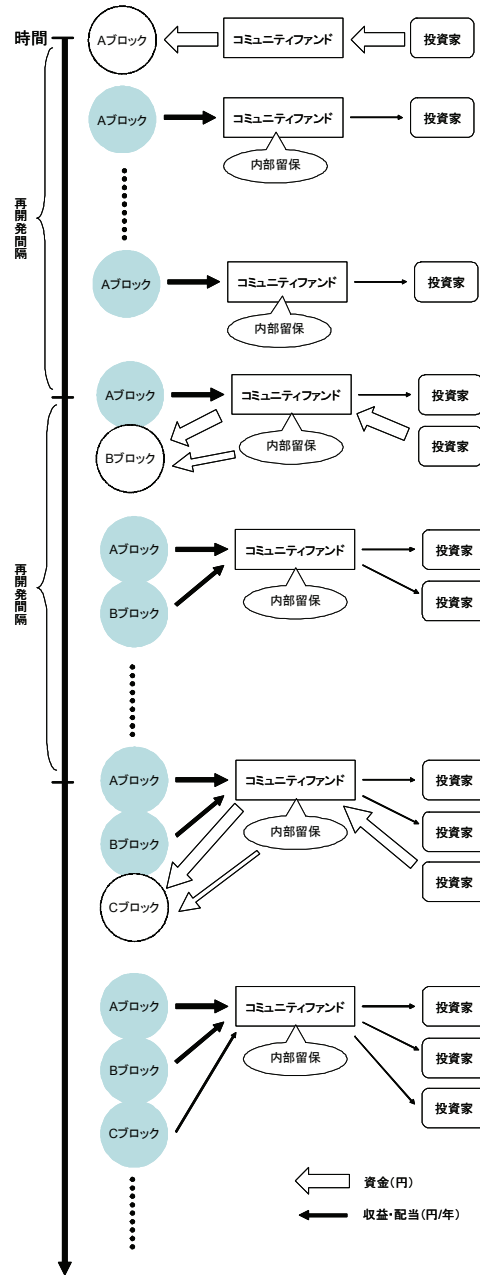 時間
Aブロック
コミュニティファンド
投資家
Aブロック
コミュニティファンド
投資家
内部留保
再開発間隔
Aブロック
コミュニティファンド
投資家
内部留保
Aブロック
コミュニティファンド
投資家
Bブロック
内部留保
投資家
Aブロック
コミュニティファンド
投資家
再開発間隔
Bブロック
内部留保
投資家
Aブロック
コミュニティファンド
投資家
Bブロック
内部留保
投資家
Cブロック
投資家
Aブロック
コミュニティファンド
投資家
Bブロック
内部留保
投資家
Cブロック
投資家
資金(円)
収益・配当(円/年)